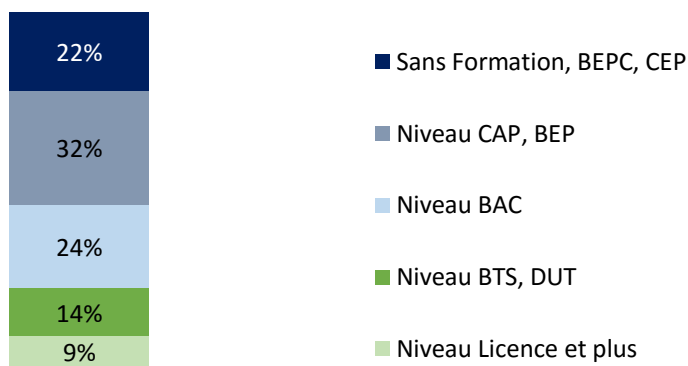 22%
Sans Formation, BEPC, CEP
32%
Niveau CAP, BEP
Niveau BAC
24%
Niveau BTS, DUT
14%
9%
Niveau Licence et plus